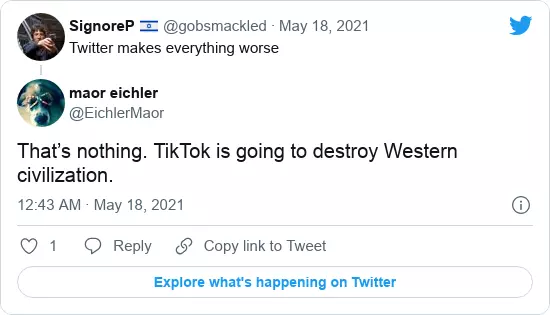 SignoreP 🇮🇱 @gobsmackled · May 18, 2021
Twitter makes everything worse
maor eichler
@EichlerMaor
That’s nothing. TikTok is going to destroy Western
civilization.
12:43 AM · May 18, 2021
1 Reply Copy link to Tweet
Explore what's happening on Twitter